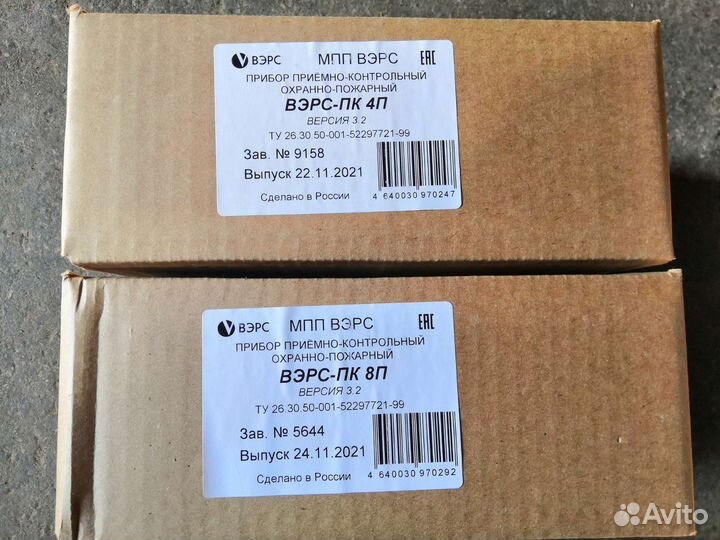 ВЭРС МПП ВЭРС EAC
ПРИБОР ПРИЁМНО-КОНТРОЛЬНЫЙ
ОХРАННО-ПОЖАРНЫЙ
ВЭРС-ПК 4П
ВЕРСИЯ 3.2
ТУ 26.30.50-001-52297721-99
Зав. № 9158
Выпуск 22.11.2021
Сделано в России
4 640030 970247
ВЭРС МПП ВЭРС EAC
ПРИБОР ПРИЁМНО-КОНТРОЛЬНЫЙ
ОХРАННО-ПОЖАРНЫЙ
ВЭРС-ПК 8П
ВЕРСИЯ 3.2
ТУ 26.30.50-001-52297721-99
Зав. № 5644
Выпуск 24.11.2021
Сделано в России
4 640030 970292
Avito